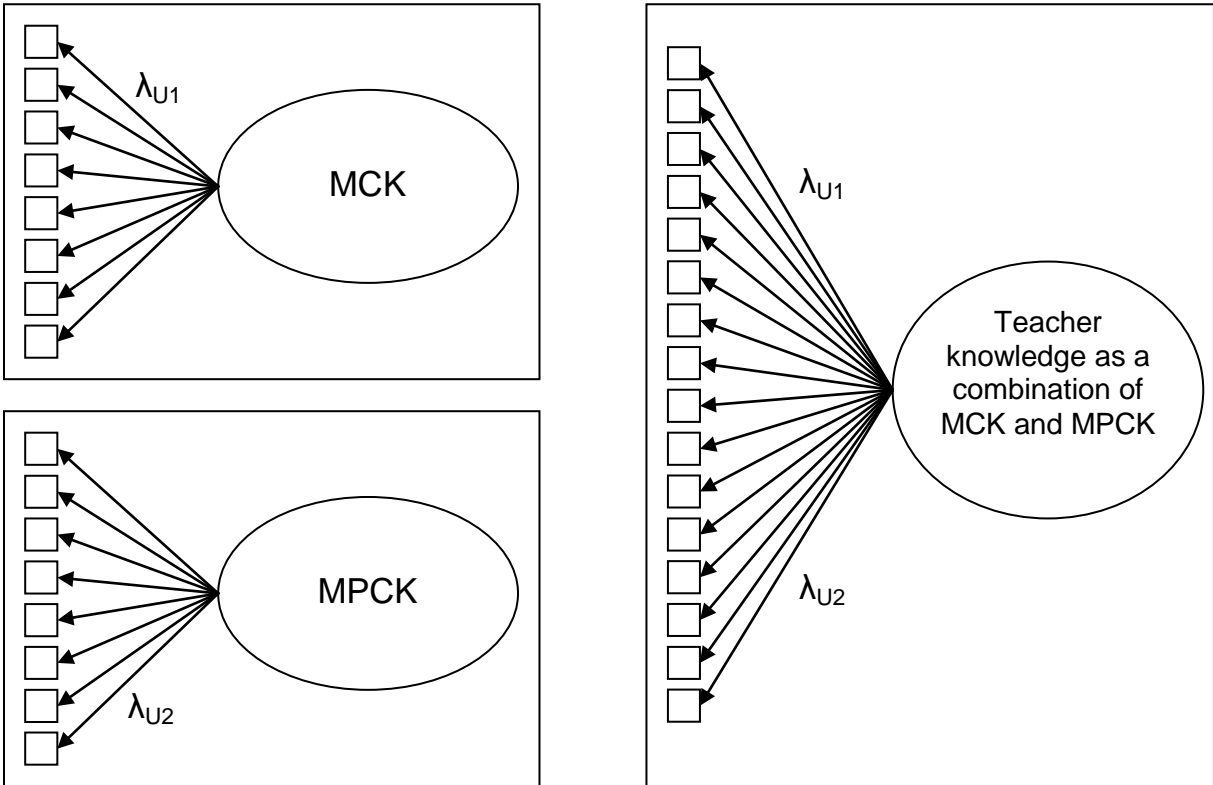 λU1
MCK
MPCK
λU2
λU1
Teacher
knowledge as a
combination of
MCK and MPCK
λU2